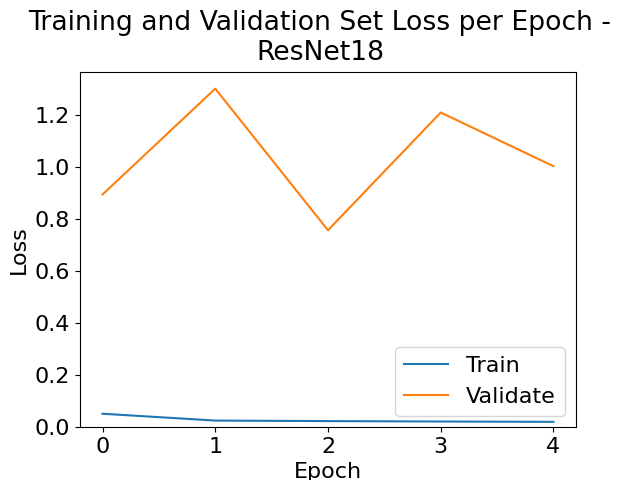 Training and Validation Set Loss per Epoch -
ResNet18
1.2
1.0
0.8
0.6
0.4
0.2
0.0
Loss
Train
Validate
0 1 2 3 4
Epoch